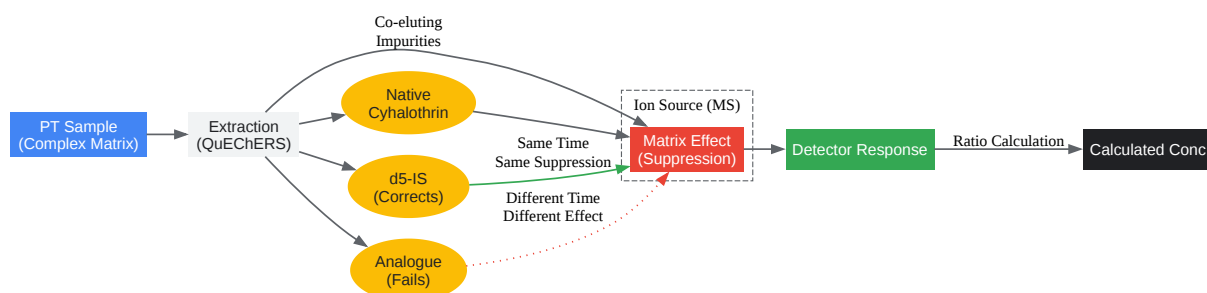 Co-eluting
Impurities
PT Sample
(Complex Matrix)
Extraction
(QuEChERS)
Native
Cyhalothrin
d5-IS
(Corrects)
Analogue
(Fails)
Same Time
Same Suppression
Different Time
Different Effect
Ion Source (MS)
Matrix Effect
(Suppression)
Detector Response
Ratio Calculation
Calculated Conc